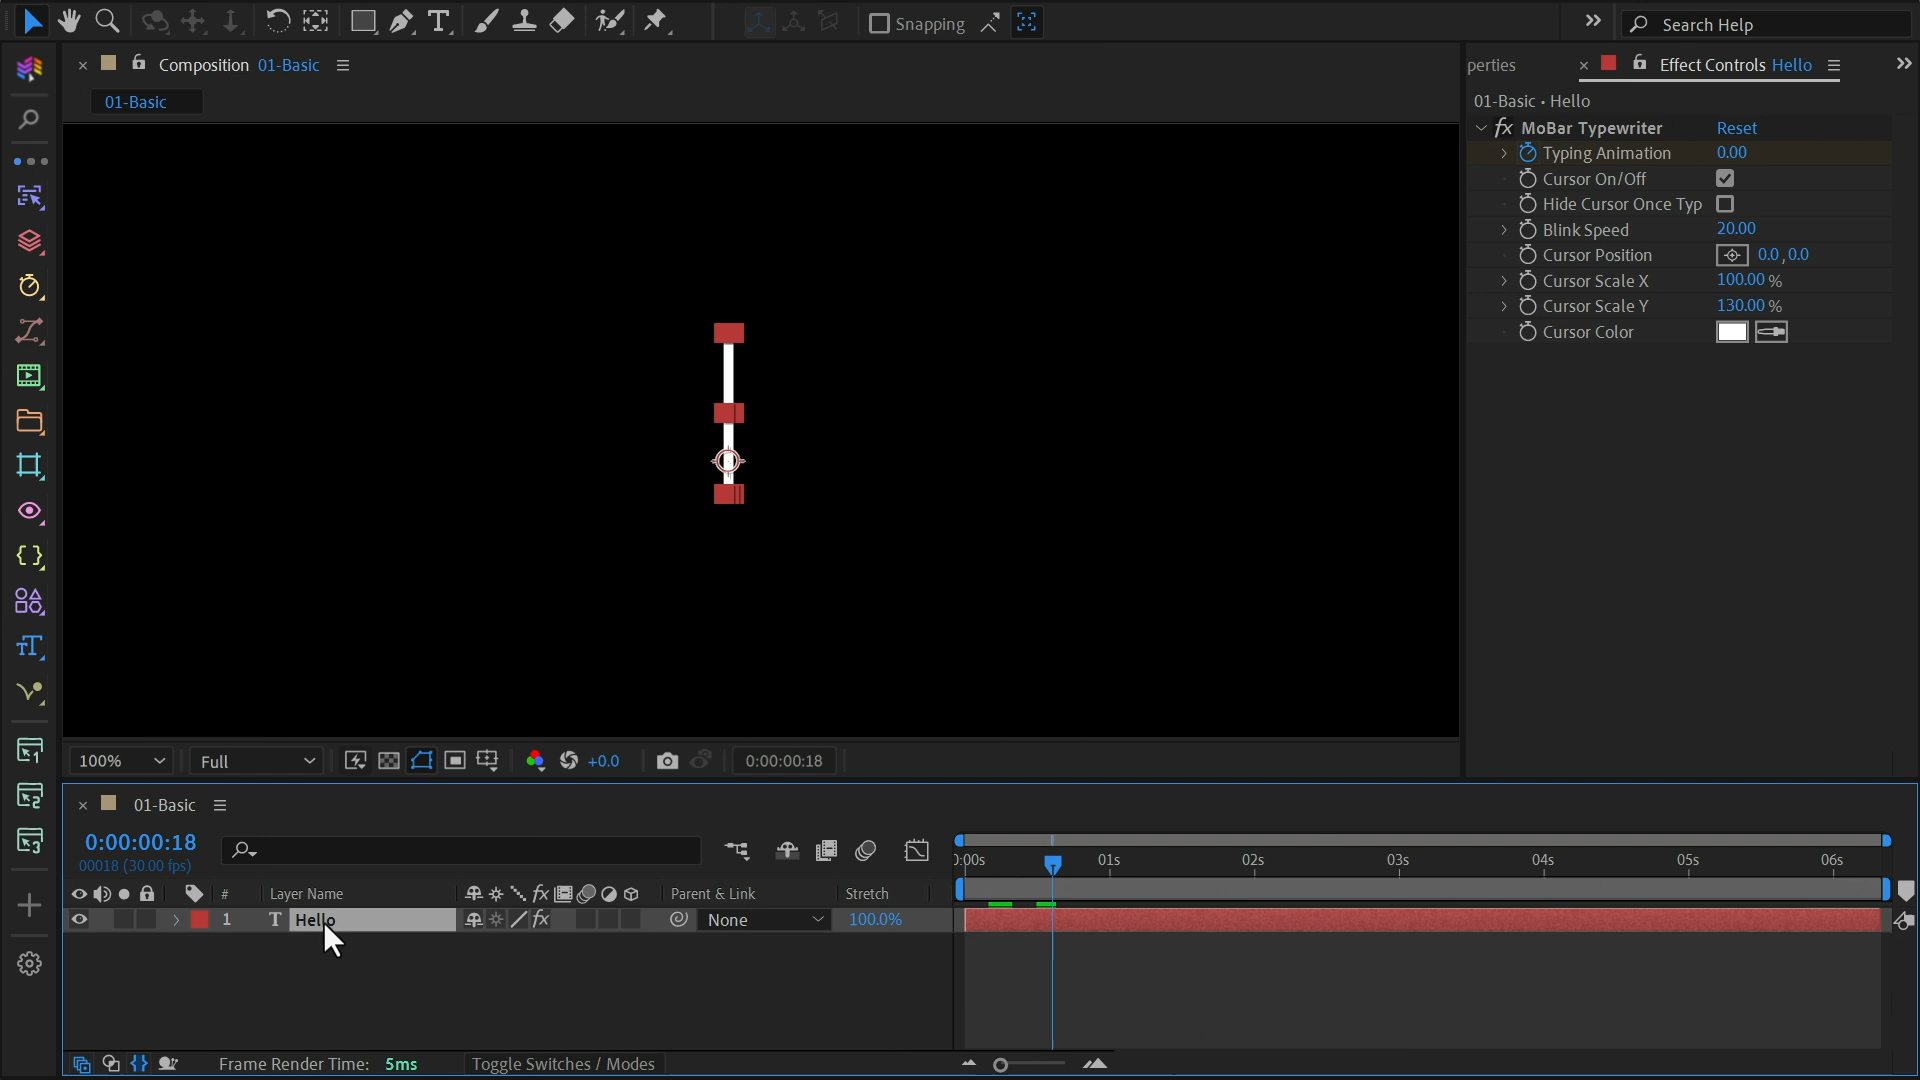 Snapping
Search Help
Composition 01-Basic
perties
Effect Controls Hello
01-Basic
01-Basic • Hello
fx MoBar Typewriter Reset
Typing Animation 0.00
Cursor On/Off
Hide Cursor Once Typ
Blink Speed 20.00
Cursor Position 0.0,0.0
Cursor Scale X 100.00 %
Cursor Scale Y 130.00 %
Cursor Color
100% Full +0.0 0:00:00:18
01-Basic
0:00:00:18
00018 (30.00 fps)
0:00s 01s 02s 03s 04s 05s 06s
# Layer Name fx Parent & Link Stretch
1 T Hello fx None 100.0%
Frame Render Time: 5ms Toggle Switches / Modes